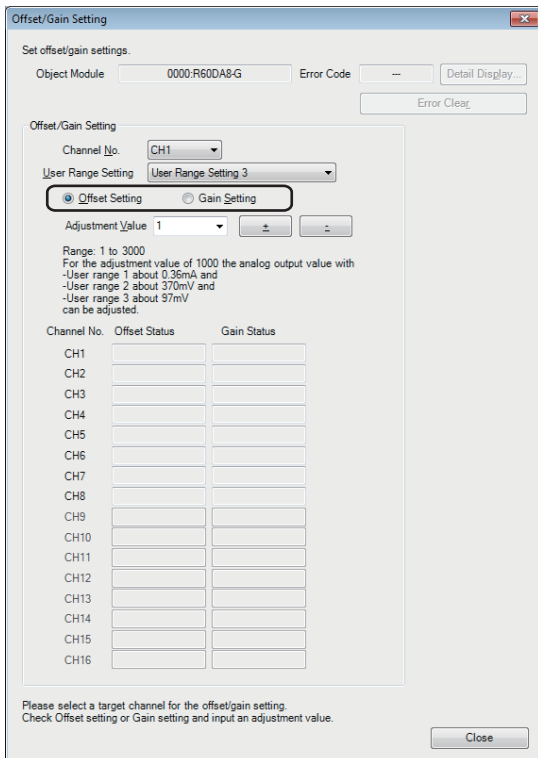 Offset/Gain Setting
Set offset/gain settings.
Object Module 0000:R60DA8-G Error Code --- Detail Display...
Error Clear
Offset/Gain Setting
Channel No. CH1
User Range Setting User Range Setting 3
Offset Setting Gain Setting
Adjustment Value 1 + -
Range: 1 to 3000
For the adjustment value of 1000 the analog output value with
-User range 1 about 0.36mA and
-User range 2 about 370mV and
-User range 3 about 97mV
can be adjusted.
Channel No. Offset Status Gain Status
CH1
CH2
CH3
CH4
CH5
CH6
CH7
CH8
CH9
CH10
CH11
CH12
CH13
CH14
CH15
CH16
Please select a target channel for the offset/gain setting.
Check Offset setting or Gain setting and input an adjustment value.
Close